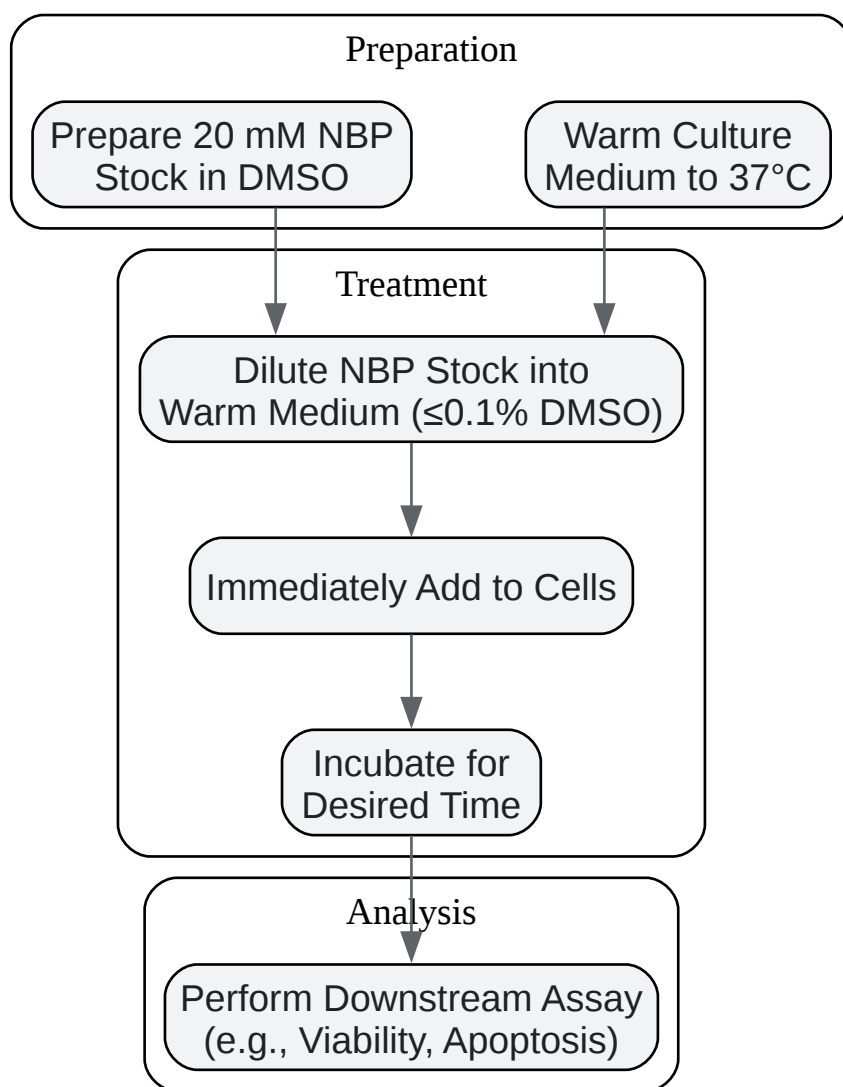 Preparation
Prepare 20 mM NBP
Stock in DMSO
Warm Culture
Medium to 37°C
Treatment
Dilute NBP Stock into
Warm Medium (≤0.1% DMSO)
Immediately Add to Cells
Incubate for
Desired Time
Analysis
Perform Downstream Assay
(e.g., Viability, Apoptosis)